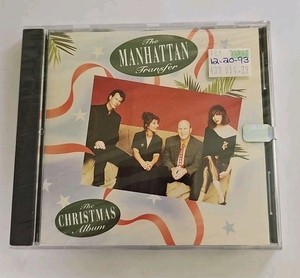 The
MANHATTAN
Transfer
12-20-93
The
CHRISTMAS
Album